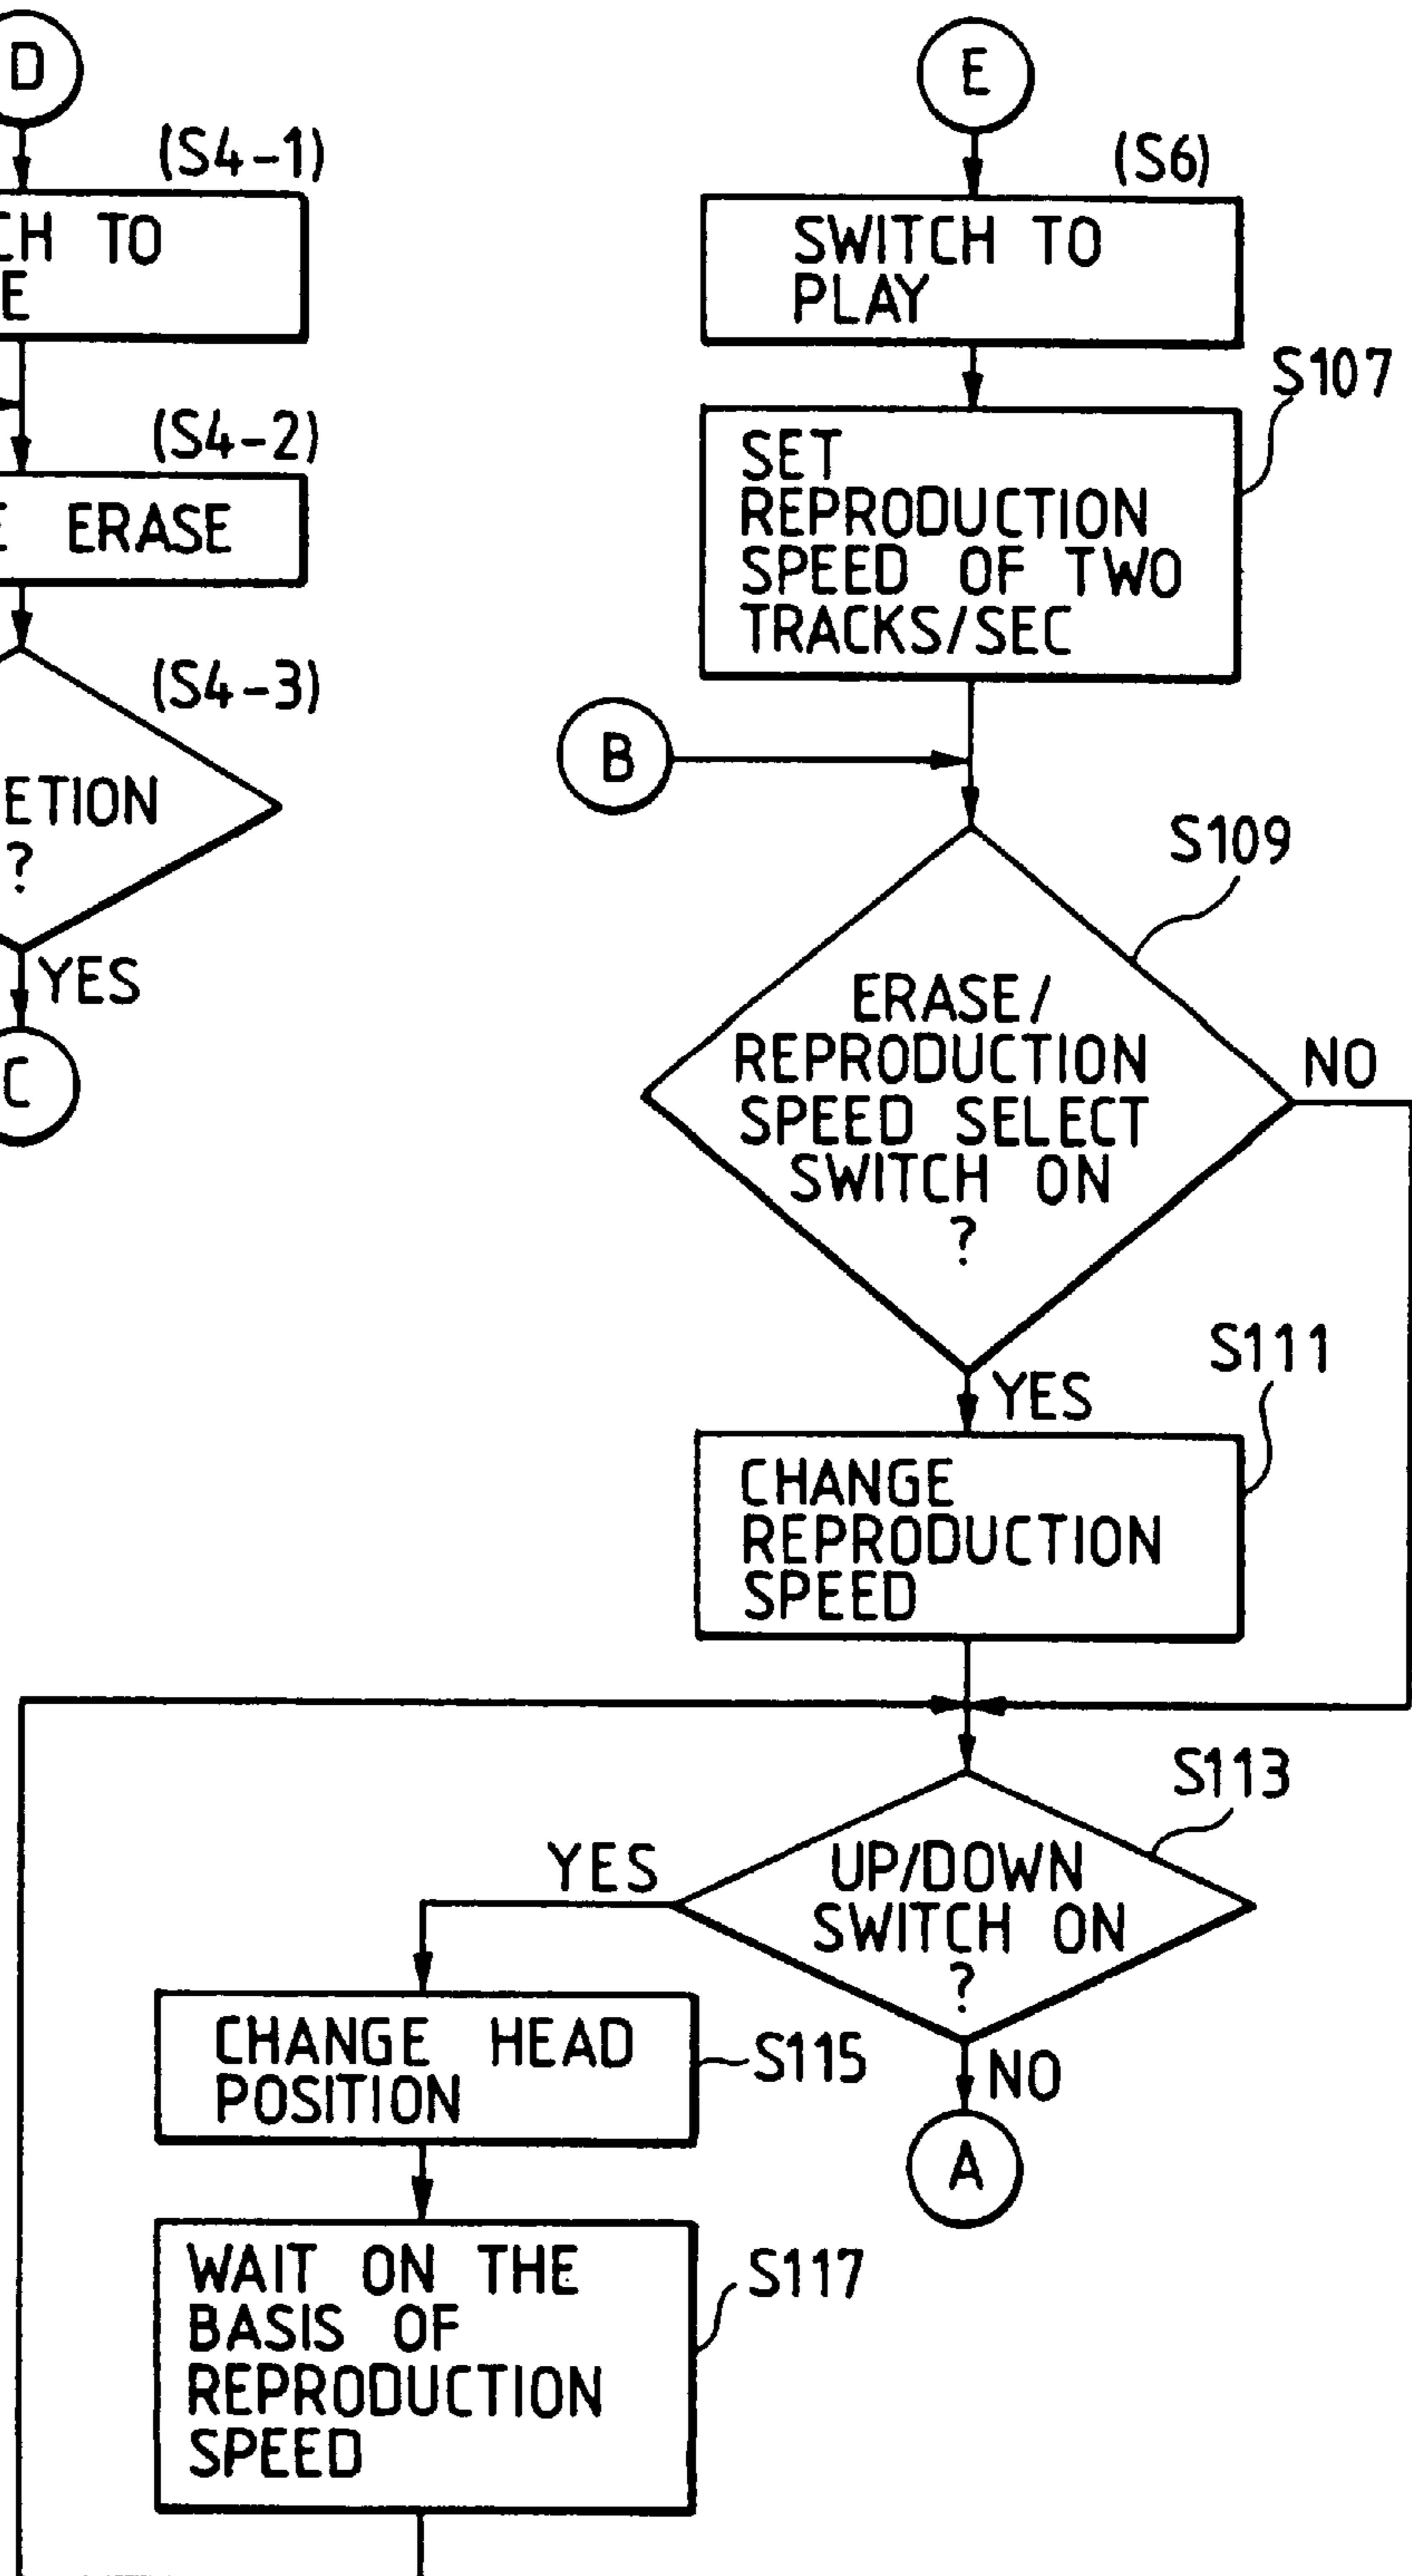 D
(S4-1)
CH TO
E
(S4-2)
E ERASE
(S4-3)
ETION
?
YES
C
E
(S6)
SWITCH TO
PLAY
S107
SET
REPRODUCTION
SPEED OF TWO
TRACKS/SEC
B
S109
ERASE/
REPRODUCTION
SPEED SELECT
SWITCH ON
?
NO
YES
S111
CHANGE
REPRODUCTION
SPEED
S113
UP/DOWN
SWITCH ON
?
YES
NO
A
CHANGE HEAD
POSITION
S115
WAIT ON THE
BASIS OF
REPRODUCTION
SPEED
S117